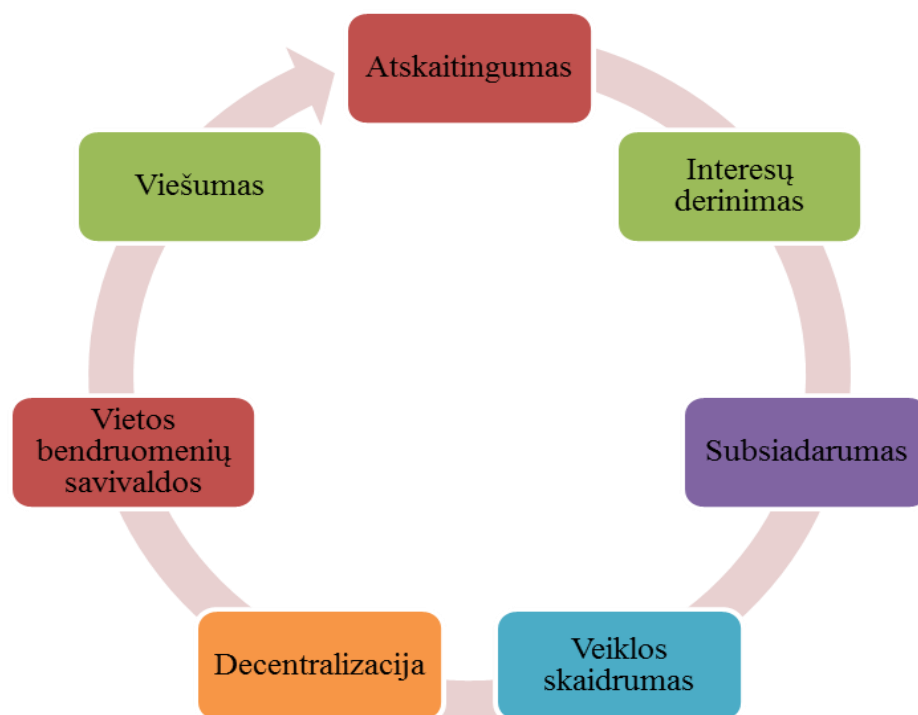 Atskaitingumas
Interesų
derinimas
Subsiadarumas
Veiklos
skaidrumas
Decentralizacija
Vietos
bendruomenių
savivaldos
Viešumas